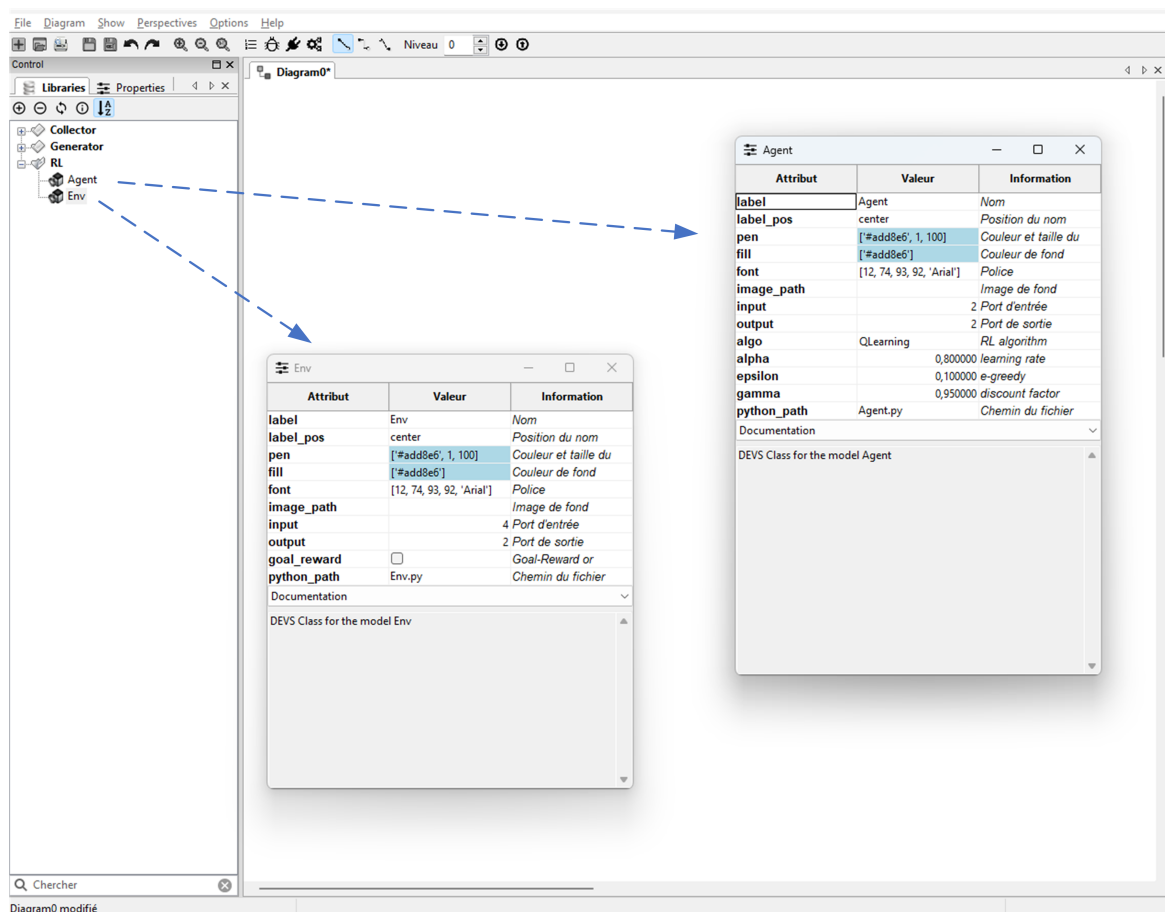 File Diagram Show Perspectives Options Help
Niveau 0
Control
Libraries Properties
A Z
Collector
Generator
RL
Agent
Env
Chercher
Diagram0 modifié
Diagram0*
Env
Attribut Valeur Information
label Env Nom
label_pos center Position du nom
pen ['#add8e6', 1, 100] Couleur et taille du
fill ['#add8e6'] Couleur de fond
font [12, 74, 93, 92, 'Arial'] Police
image_path Image de fond
input 4 Port d'entrée
output 2 Port de sortie
goal_reward Goal-Reward or
python_path Env.py Chemin du fichier
Documentation
DEVS Class for the model Env
Agent
Attribut Valeur Information
label Agent Nom
label_pos center Position du nom
pen ['#add8e6', 1, 100] Couleur et taille du
fill ['#add8e6'] Couleur de fond
font [12, 74, 93, 92, 'Arial'] Police
image_path Image de fond
input 2 Port d'entrée
output 2 Port de sortie
algo QLearning RL algorithm
alpha 0,800000 learning rate
epsilon 0,100000 e-greedy
gamma 0,950000 discount factor
python_path Agent.py Chemin du fichier
Documentation
DEVS Class for the model Agent